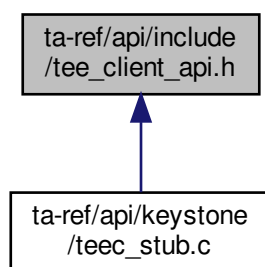 ta-ref/api/include
/tee_client_api.h
ta-ref/api/keystone
/teec_stub.c